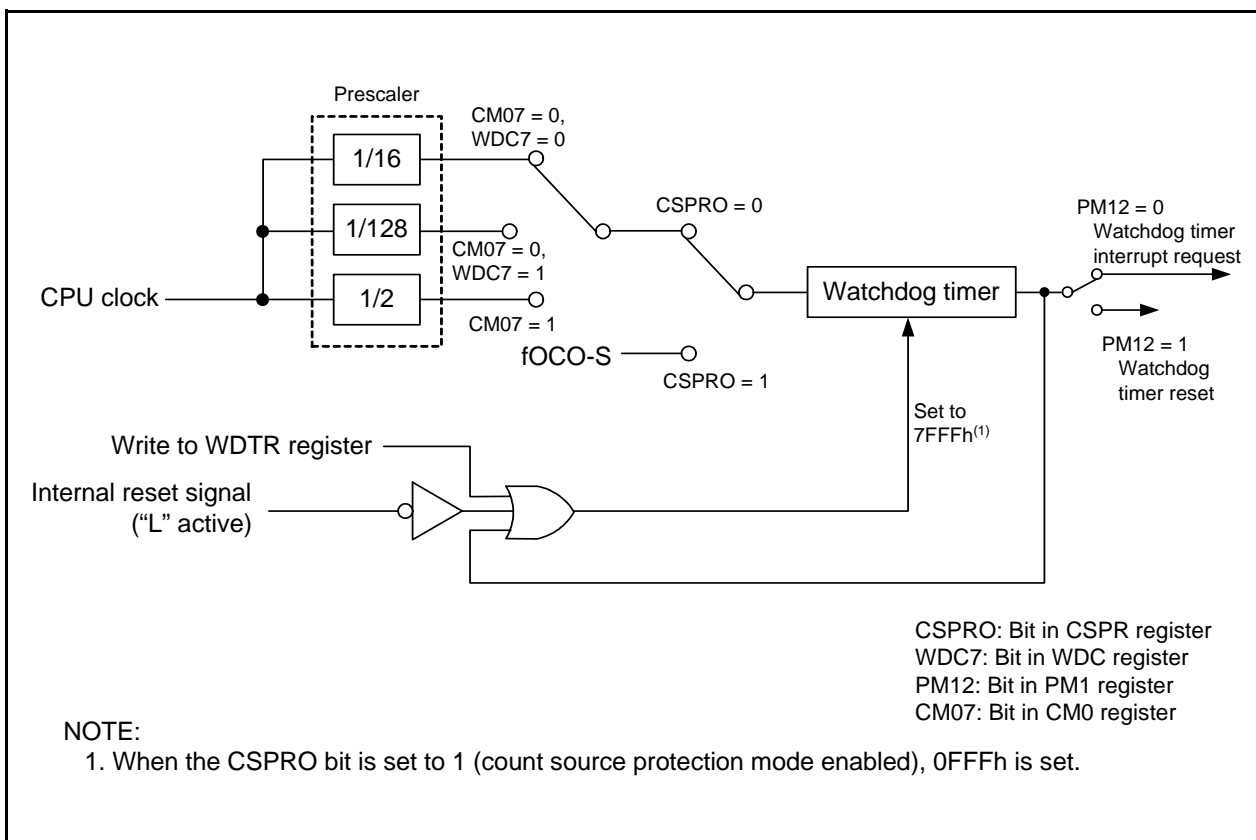 Prescaler
CM07 = 0,
WDC7 = 0
1/16
CSPRO = 0
PM12 = 0
Watchdog timer
interrupt request
1/128
CM07 = 0,
WDC7 = 1
CPU clock
1/2
Watchdog timer
CM07 = 1
fOCO-S
CSPRO = 1
PM12 = 1
Watchdog
timer reset
Set to
7FFFh(1)
Write to WDTR register
Internal reset signal
(“L” active)
CSPRO: Bit in CSPR register
WDC7: Bit in WDC register
PM12: Bit in PM1 register
CM07: Bit in CM0 register
NOTE:
1. When the CSPRO bit is set to 1 (count source protection mode enabled), 0FFFh is set.